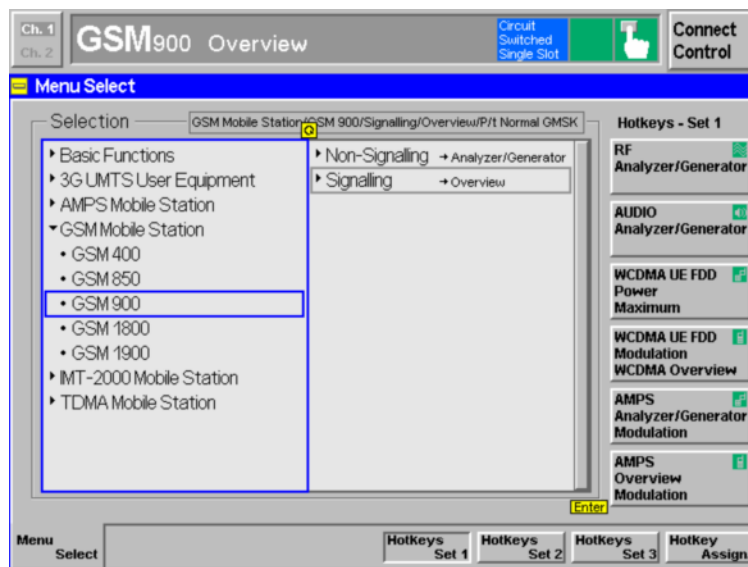 Ch. 1
Ch. 2
GSM900 Overview
Circuit
Switched
Single Slot
Connect
Control
Menu Select
Selection
GSM Mobile Station/GSM 900/Signalling/Overview/P/t Normal GMSK
Basic Functions
3G UMTS User Equipment
AMPS Mobile Station
GSM Mobile Station
GSM 400
GSM 850
GSM 900
GSM 1800
GSM 1900
IMT-2000 Mobile Station
TDMA Mobile Station
Non-Signalling → Analyzer/Generator
Signalling → Overview
Enter
Hotkeys - Set 1
RF
Analyzer/Generator
AUDIO
Analyzer/Generator
WCDMA UE FDD
Power
Maximum
WCDMA UE FDD
Modulation
WCDMA Overview
AMPS
Analyzer/Generator
Modulation
AMPS
Overview
Modulation
Menu
Select
Hotkeys
Set 1
Hotkeys
Set 2
Hotkeys
Set 3
Hotkey
Assign.